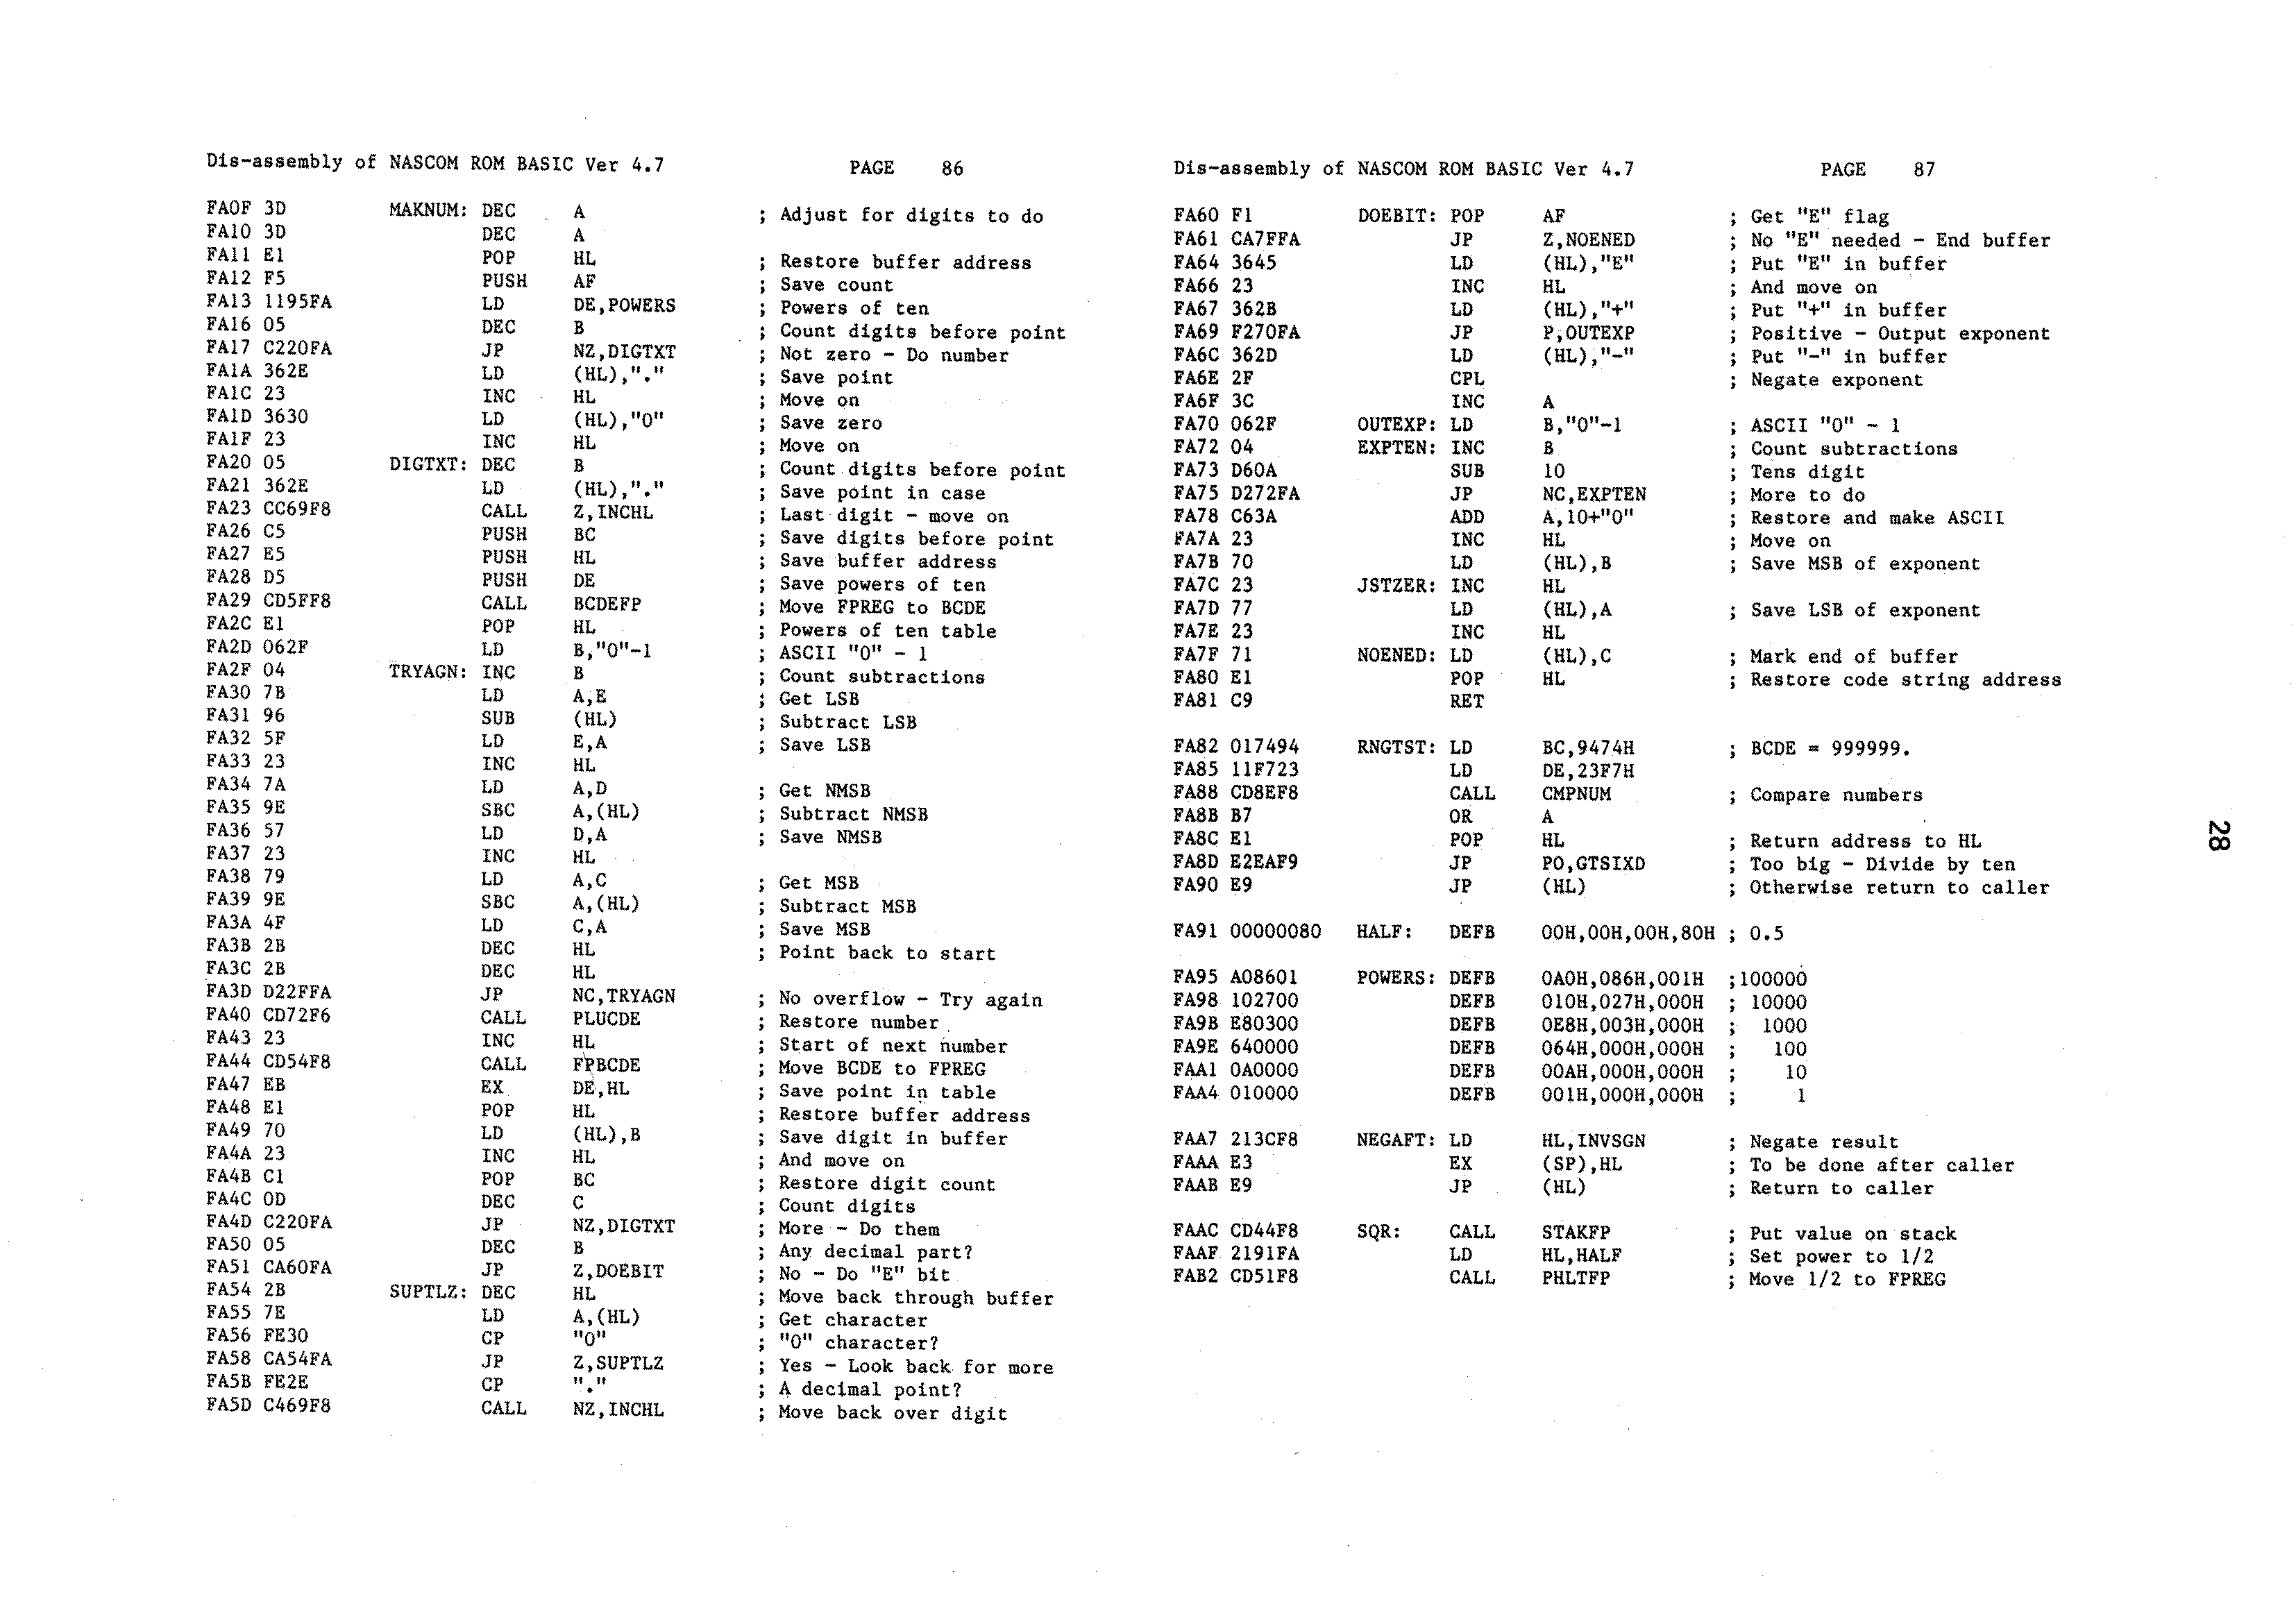 Dis-assembly of NASCOM ROM BASIC Ver 4.7 PAGE 86
FA0F 3D MAKNUM: DEC A ; Adjust for digits to do
FA10 3D DEC A
FA11 E1 POP HL ; Restore buffer address
FA12 F5 PUSH AF ; Save count
FA13 1195FA LD DE,POWERS ; Powers of ten
FA16 05 DEC B ; Count digits before point
FA17 C220FA JP NZ,DIGTXT ; Not zero - Do number
FA1A 362E LD (HL),"." ; Save point
FA1C 23 INC HL ; Move on
FA1D 3630 LD (HL),"0" ; Save zero
FA1F 23 INC HL ; Move on
FA20 05 DIGTXT: DEC B ; Count digits before point
FA21 362E LD (HL),"." ; Save point in case
FA23 CC69F8 CALL Z,INCHL ; Last digit - move on
FA26 C5 PUSH BC ; Save digits before point
FA27 E5 PUSH HL ; Save buffer address
FA28 D5 PUSH DE ; Save powers of ten
FA29 CD5FF8 CALL BCDEFP ; Move FPREG to BCDE
FA2C E1 POP HL ; Powers of ten table
FA2D 062F LD B,"0"-1 ; ASCII "0" - 1
FA2F 04 TRYAGN: INC B ; Count subtractions
FA30 7B LD A,E ; Get LSB
FA31 96 SUB (HL) ; Subtract LSB
FA32 5F LD E,A ; Save LSB
FA33 23 INC HL
FA34 7A LD A,D ; Get NMSB
FA35 9E SBC A,(HL) ; Subtract NMSB
FA36 57 LD D,A ; Save NMSB
FA37 23 INC HL
FA38 79 LD A,C ; Get MSB
FA39 9E SBC A,(HL) ; Subtract MSB
FA3A 4F LD C,A ; Save MSB
FA3B 2B DEC HL ; Point back to start
FA3C 2B DEC HL
FA3D D22FFA JP NC,TRYAGN ; No overflow - Try again
FA40 CD72F6 CALL PLUCDE ; Restore number
FA43 23 INC HL ; Start of next number
FA44 CD54F8 CALL FPBCDE ; Move BCDE to FPREG
FA47 EB EX DE,HL ; Save point in table
FA48 E1 POP HL ; Restore buffer address
FA49 70 LD (HL),B ; Save digit in buffer
FA4A 23 INC HL ; And move on
FA4B C1 POP BC ; Restore digit count
FA4C 0D DEC C ; Count digits
FA4D C220FA JP NZ,DIGTXT ; More - Do them
FA50 05 DEC B ; Any decimal part?
FA51 CA60FA JP Z,DOEBIT ; No - Do "E" bit
FA54 2B SUPTLZ: DEC HL ; Move back through buffer
FA55 7E LD A,(HL) ; Get character
FA56 FE30 CP "0" ; "0" character?
FA58 CA54FA JP Z,SUPTLZ ; Yes - Look back for more
FA5B FE2E CP "." ; A decimal point?
FA5D C469F8 CALL NZ,INCHL ; Move back over digit
Dis-assembly of NASCOM ROM BASIC Ver 4.7 PAGE 87
FA60 F1 DOEBIT: POP AF ; Get "E" flag
FA61 CA7FFA JP Z,NOENED ; No "E" needed - End buffer
FA64 3645 LD (HL),"E" ; Put "E" in buffer
FA66 23 INC HL ; And move on
FA67 362B LD (HL),"+" ; Put "+" in buffer
FA69 F270FA JP P,OUTEXP ; Positive - Output exponent
FA6C 362D LD (HL),"-" ; Put "-" in buffer
FA6E 2F CPL ; Negate exponent
FA6F 3C INC A
FA70 062F OUTEXP: LD B,"0"-1 ; ASCII "0" - 1
FA72 04 EXPTEN: INC B ; Count subtractions
FA73 D60A SUB 10 ; Tens digit
FA75 D272FA JP NC,EXPTEN ; More to do
FA78 C63A ADD A,10+"0" ; Restore and make ASCII
FA7A 23 INC HL ; Move on
FA7B 70 LD (HL),B ; Save MSB of exponent
FA7C 23 JSTZER: INC HL
FA7D 77 LD (HL),A ; Save LSB of exponent
FA7E 23 INC HL
FA7F 71 NOENED: LD (HL),C ; Mark end of buffer
FA80 E1 POP HL ; Restore code string address
FA81 C9 RET
FA82 017494 RNGTST: LD BC,9474H ; BCDE = 999999.
FA85 11F723 LD DE,23F7H
FA88 CD8EF8 CALL CMPNUM ; Compare numbers
FA8B B7 OR A
FA8C E1 POP HL ; Return address to HL
FA8D E2EAF9 JP PO,GTSIXD ; Too big - Divide by ten
FA90 E9 JP (HL) ; Otherwise return to caller
FA91 00000080 HALF: DEFB 00H,00H,00H,80H ; 0.5
FA95 A08601 POWERS: DEFB 0A0H,086H,001H ;100000
FA98 102700 DEFB 010H,027H,000H ; 10000
FA9B E80300 DEFB 0E8H,003H,000H ; 1000
FA9E 640000 DEFB 064H,000H,000H ; 100
FAA1 0A0000 DEFB 00AH,000H,000H ; 10
FAA4 010000 DEFB 001H,000H,000H ; 1
FAA7 213CF8 NEGAFT: LD HL,INVSGN ; Negate result
FAAA E3 EX (SP),HL ; To be done after caller
FAAB E9 JP (HL) ; Return to caller
FAAC CD44F8 SQR: CALL STAKFP ; Put value on stack
FAAF 2191FA LD HL,HALF ; Set power to 1/2
FAB2 CD51F8 CALL PHLTFP ; Move 1/2 to FPREG
28